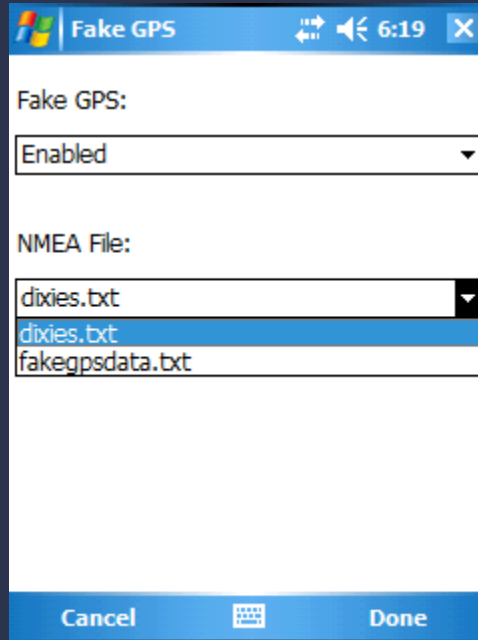 Fake GPS 6:19
Fake GPS:
Enabled
NMEA File:
dixies.txt
dixies.txt
fakegpsdata.txt
Cancel Done